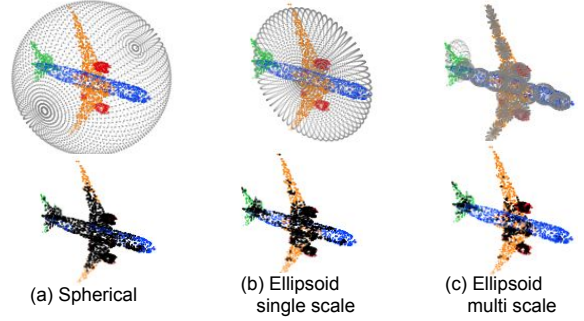 (a) Spherical
(b) Ellipsoid
single scale
(c) Ellipsoid
multi scale